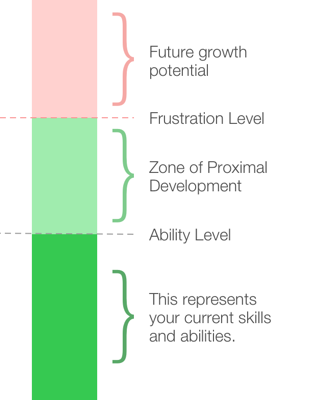 Future growth
potential
Frustration Level
Zone of Proximal
Development
Ability Level
This represents
your current skills
and abilities.